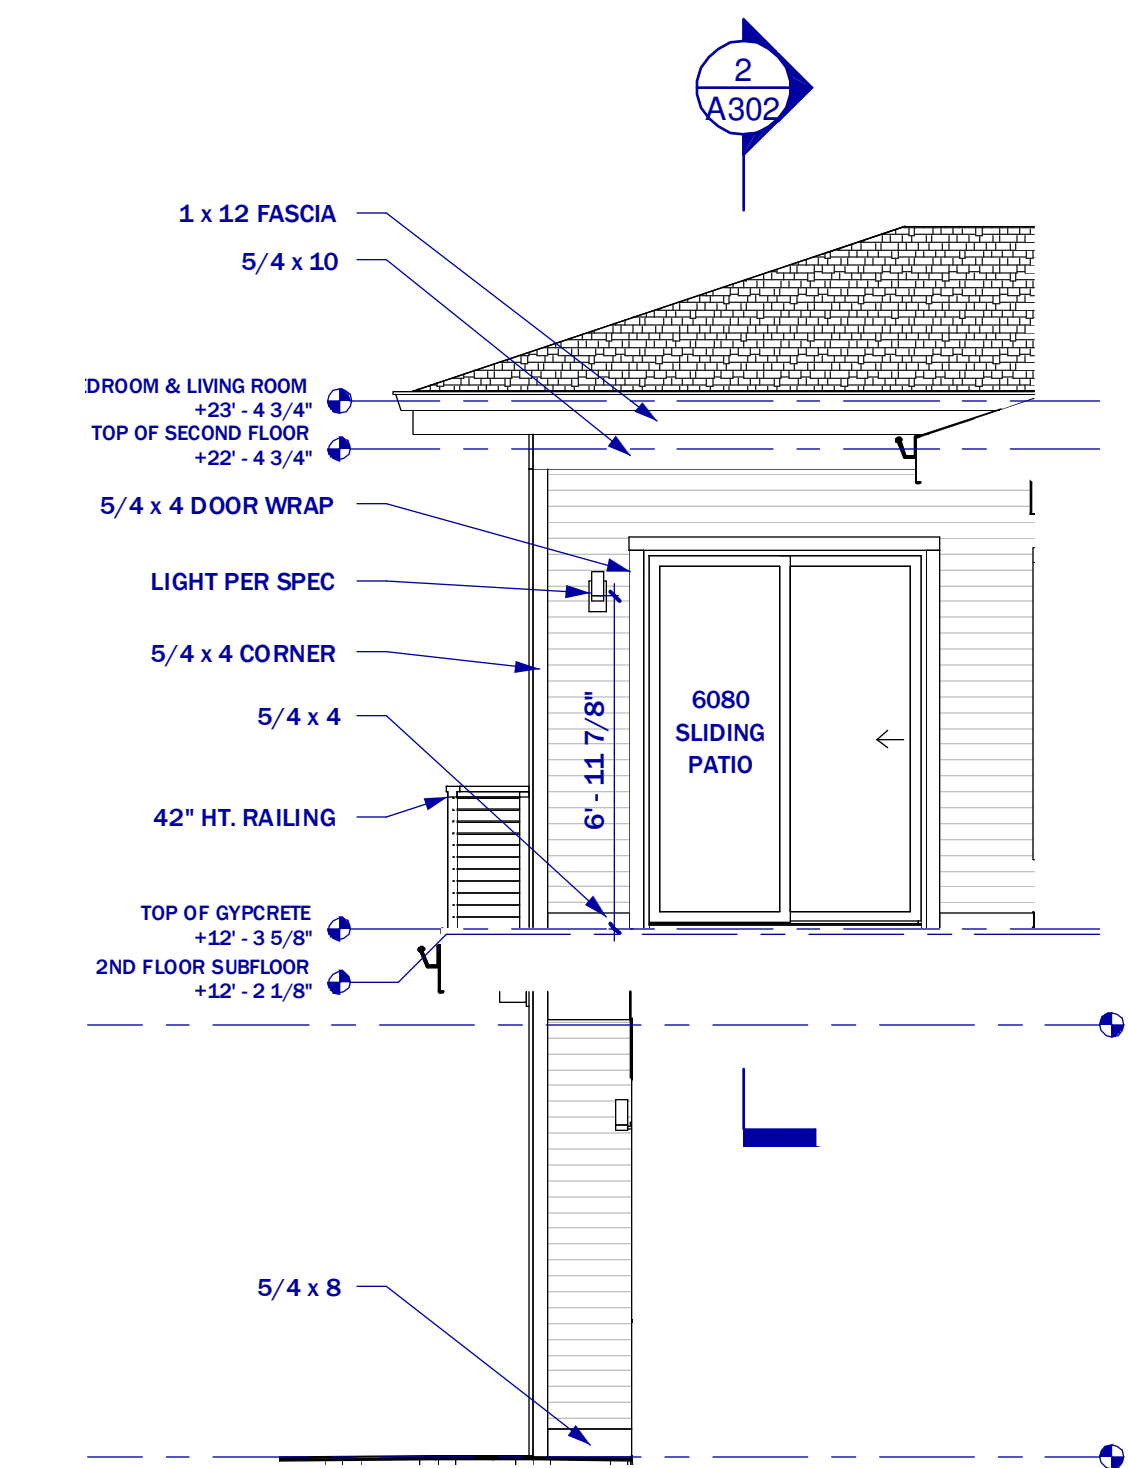 2
A302
1 x 12 FASCIA
5/4 x 10
& LIVING ROOM
+23' - 4 3/4"
TOP OF SECOND FLOOR
+22' - 4 3/4"
5/4 x 4 DOOR WRAP
LIGHT PER SPEC
5/4 x 4 CORNER
5/4 x 4
6080
SLIDING
PATIO
6' - 11 7/8"
42" HT. RAILING
TOP OF GYPCRETE
+12' - 3 5/8"
2ND FLOOR SUBFLOOR
+12' - 2 1/8"
5/4 x 8